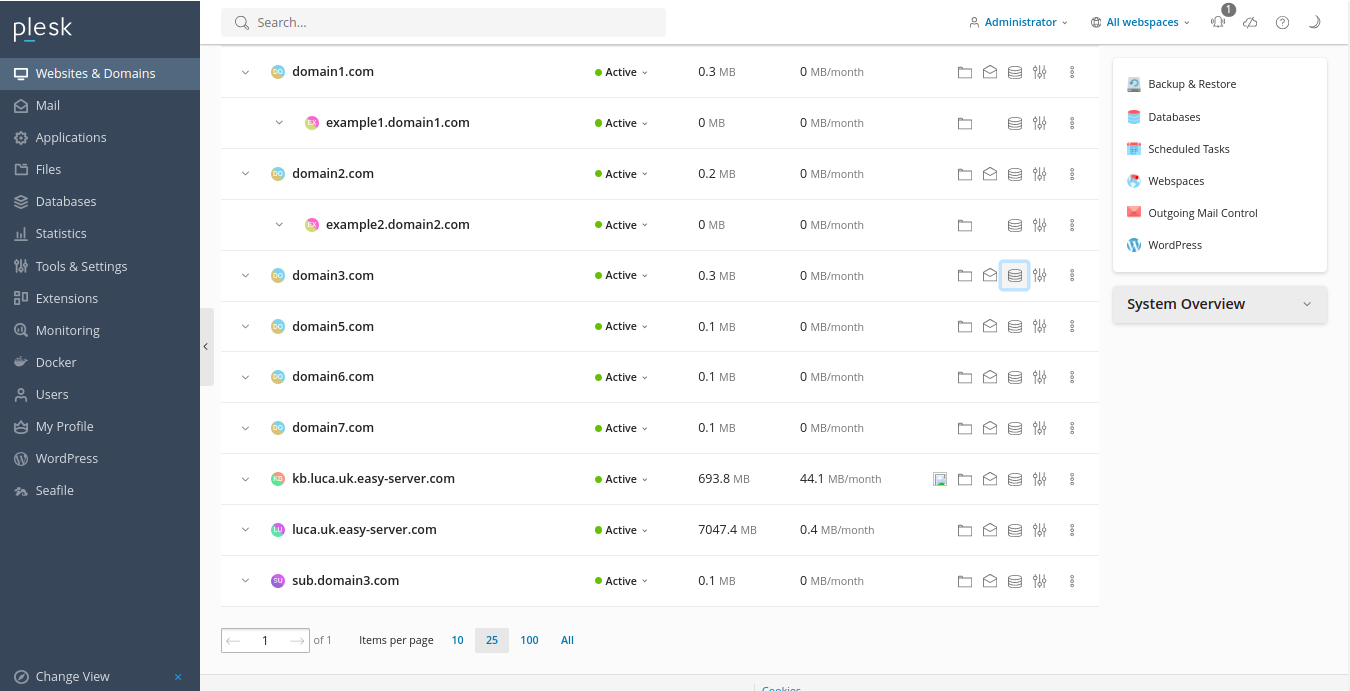 plesk
Search...
Administrator
All webspaces
1
Websites & Domains
Mail
Applications
Files
Databases
Statistics
Tools & Settings
Extensions
Monitoring
Docker
Users
My Profile
WordPress
Seafile
Change View
DO domain1.com Active 0.3 MB 0 MB/month
EX example1.domain1.com Active 0 MB 0 MB/month
DO domain2.com Active 0.2 MB 0 MB/month
EX example2.domain2.com Active 0 MB 0 MB/month
DO domain3.com Active 0.3 MB 0 MB/month
DO domain5.com Active 0.1 MB 0 MB/month
DO domain6.com Active 0.1 MB 0 MB/month
DO domain7.com Active 0.1 MB 0 MB/month
KB kb.luca.uk.easy-server.com Active 693.8 MB 44.1 MB/month
LU luca.uk.easy-server.com Active 7047.4 MB 0.4 MB/month
SU sub.domain3.com Active 0.1 MB 0 MB/month
1 of 1 Items per page 10 25 100 All
Cookies
Backup & Restore
Databases
Scheduled Tasks
Webspaces
Outgoing Mail Control
WordPress
System Overview